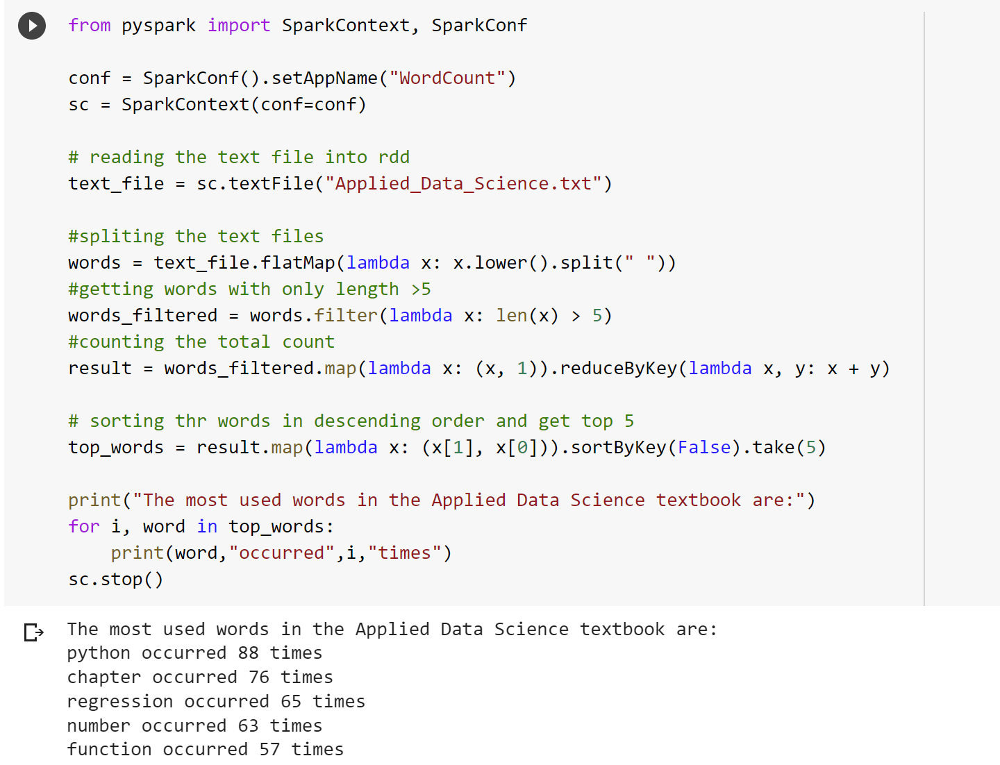 from pyspark import SparkContext, SparkConf
conf = SparkConf().setAppName("WordCount")
sc = SparkContext(conf=conf)
# reading the text file into rdd
text_file = sc.textFile("Applied_Data_Science.txt")
#spliting the text files
words = text_file.flatMap(lambda x: x.lower().split(" "))
#getting words with only length >5
words_filtered = words.filter(lambda x: len(x) > 5)
#counting the total count
result = words_filtered.map(lambda x: (x, 1)).reduceByKey(lambda x, y: x + y)
# sorting thr words in descending order and get top 5
top_words = result.map(lambda x: (x[1], x[0])).sortByKey(False).take(5)
print("The most used words in the Applied Data Science textbook are:")
for i, word in top_words:
    print(word,"occurred",i,"times")
sc.stop()
The most used words in the Applied Data Science textbook are:
python occurred 88 times
chapter occurred 76 times
regression occurred 65 times
number occurred 63 times
function occurred 57 times